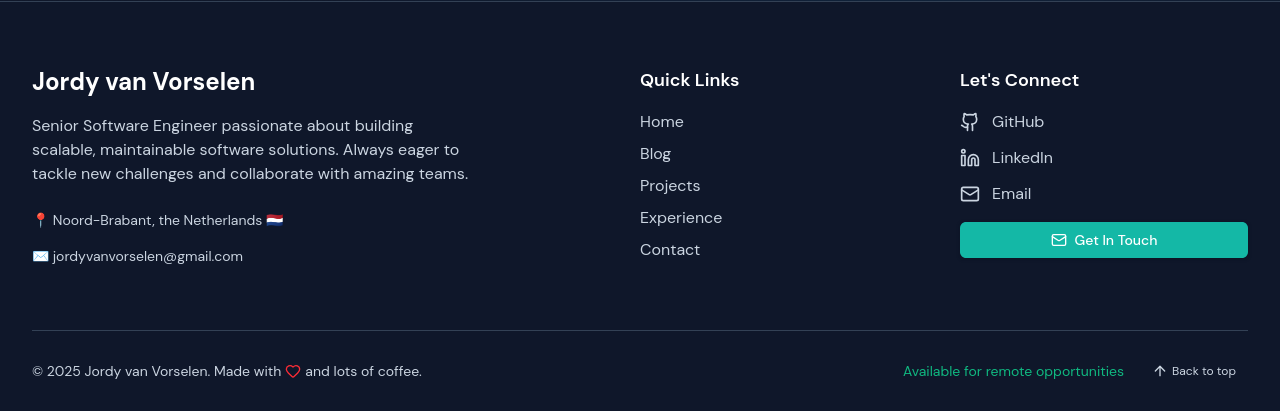 Jordy van Vorselen
Senior Software Engineer passionate about building
scalable, maintainable software solutions. Always eager to
tackle new challenges and collaborate with amazing teams.
📍 Noord-Brabant, the Netherlands 🇳🇱
✉️ jordyvanvorselen@gmail.com
Quick Links
Home
Blog
Projects
Experience
Contact
Let's Connect
GitHub
LinkedIn
Email
Get In Touch
© 2025 Jordy van Vorselen. Made with ♡ and lots of coffee.
Available for remote opportunities
Back to top